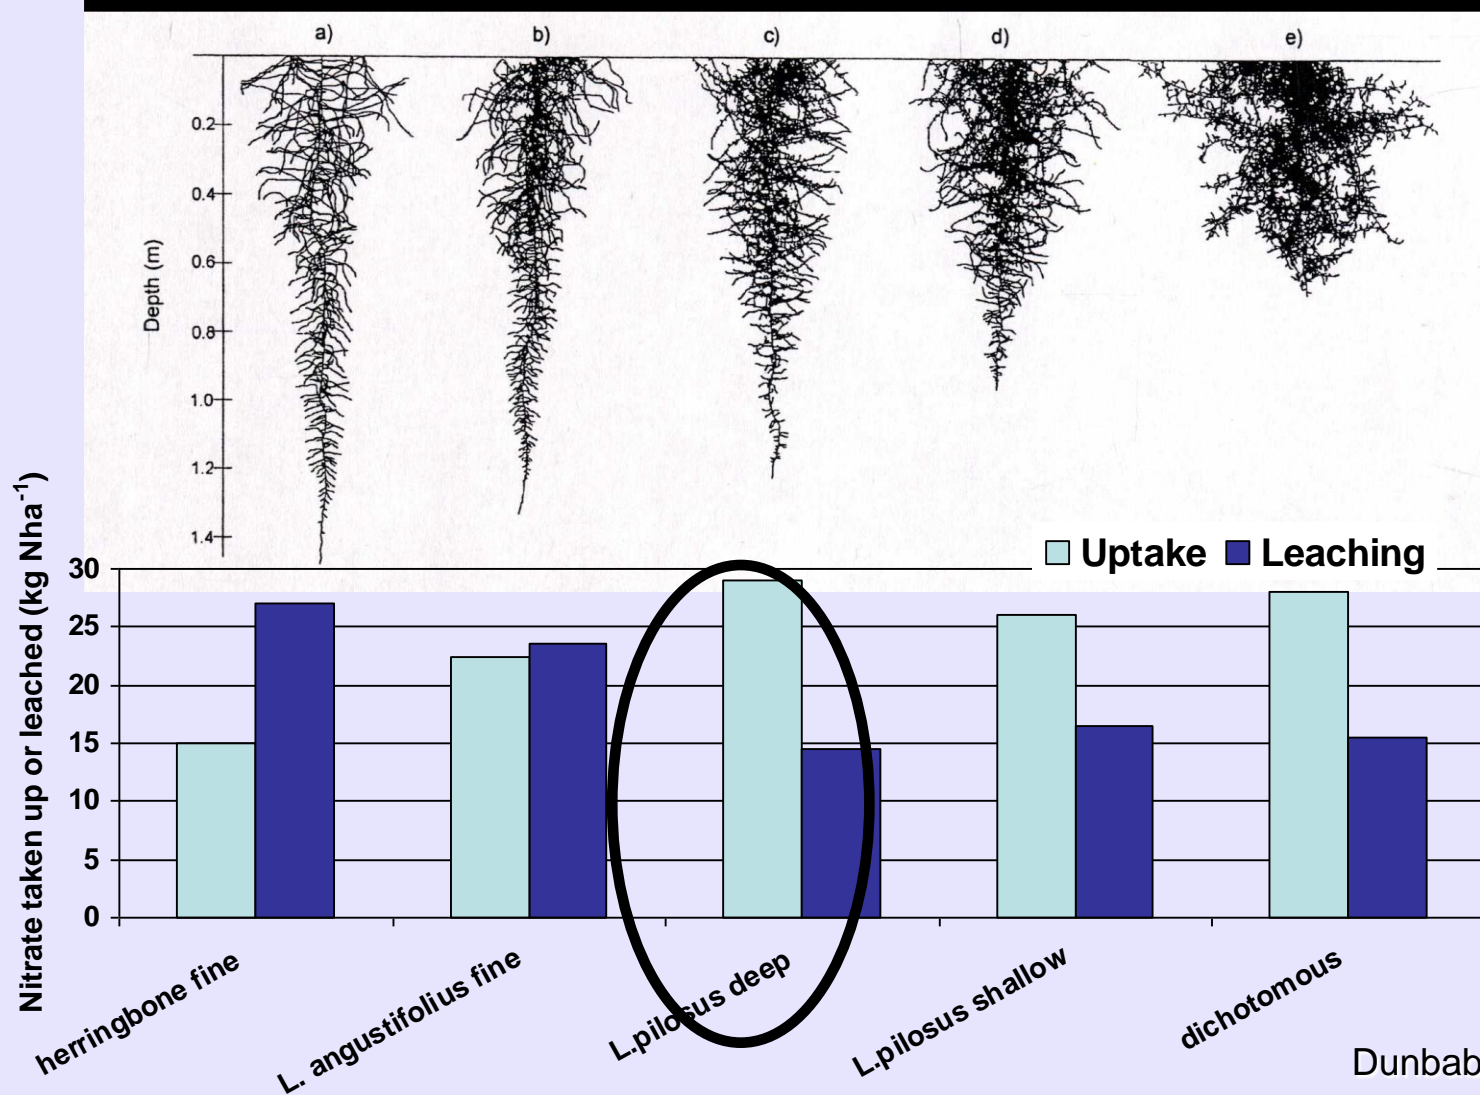 a) b) c) d) e)
Depth (m)
0.2
0.4
0.6
0.8
1.0
1.2
1.4
Uptake Leaching
Nitrate taken up or leached (kg Nha⁻¹)
30
25
20
15
10
5
0
herringbone fine
L. angustifolius fine
L.pilosus deep
L.pilosus shallow
dichotomous
Dunbab